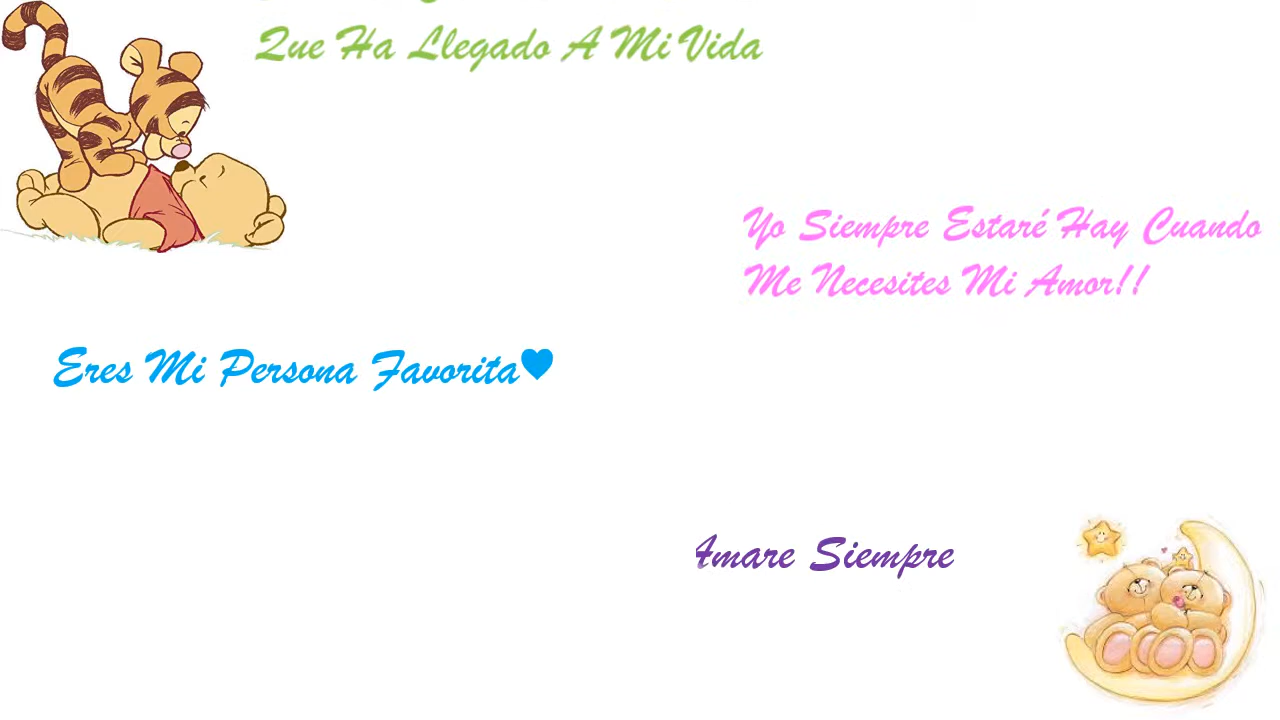 Que Ha Llegado A Mi Vida
Yo Siempre Estaré Hay Cuando
Me Necesites Mi Amor!!
Eres Mi Persona Favorita♥
Amare Siempre